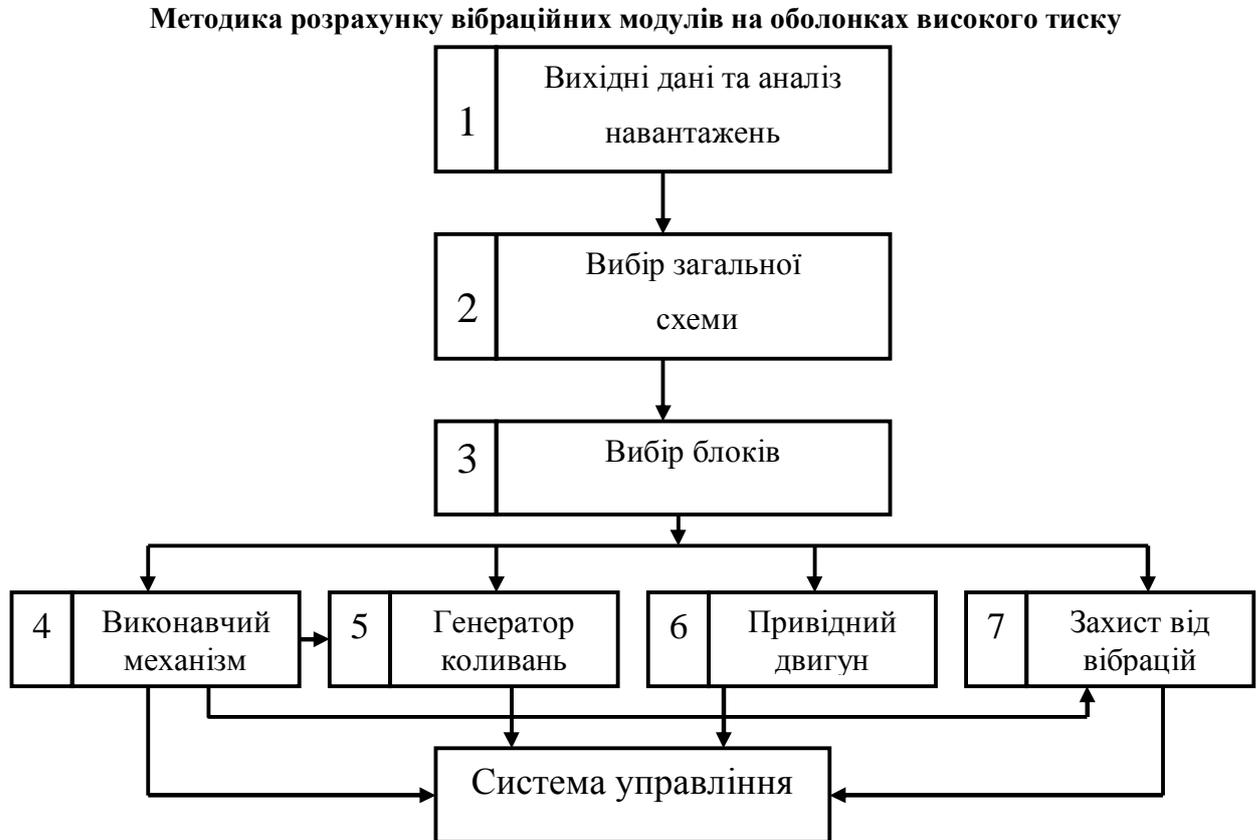 Методика розрахунку вібраційних модулів на оболонках високого тиску
1
Вихідні дані та аналіз
навантажень
2
Вибір загальної
схеми
3
Вибір блоків
4
Виконавчий
механізм
5
Генератор
коливань
6
Привідний
двигун
7
Захист від
вібрацій
Система управління